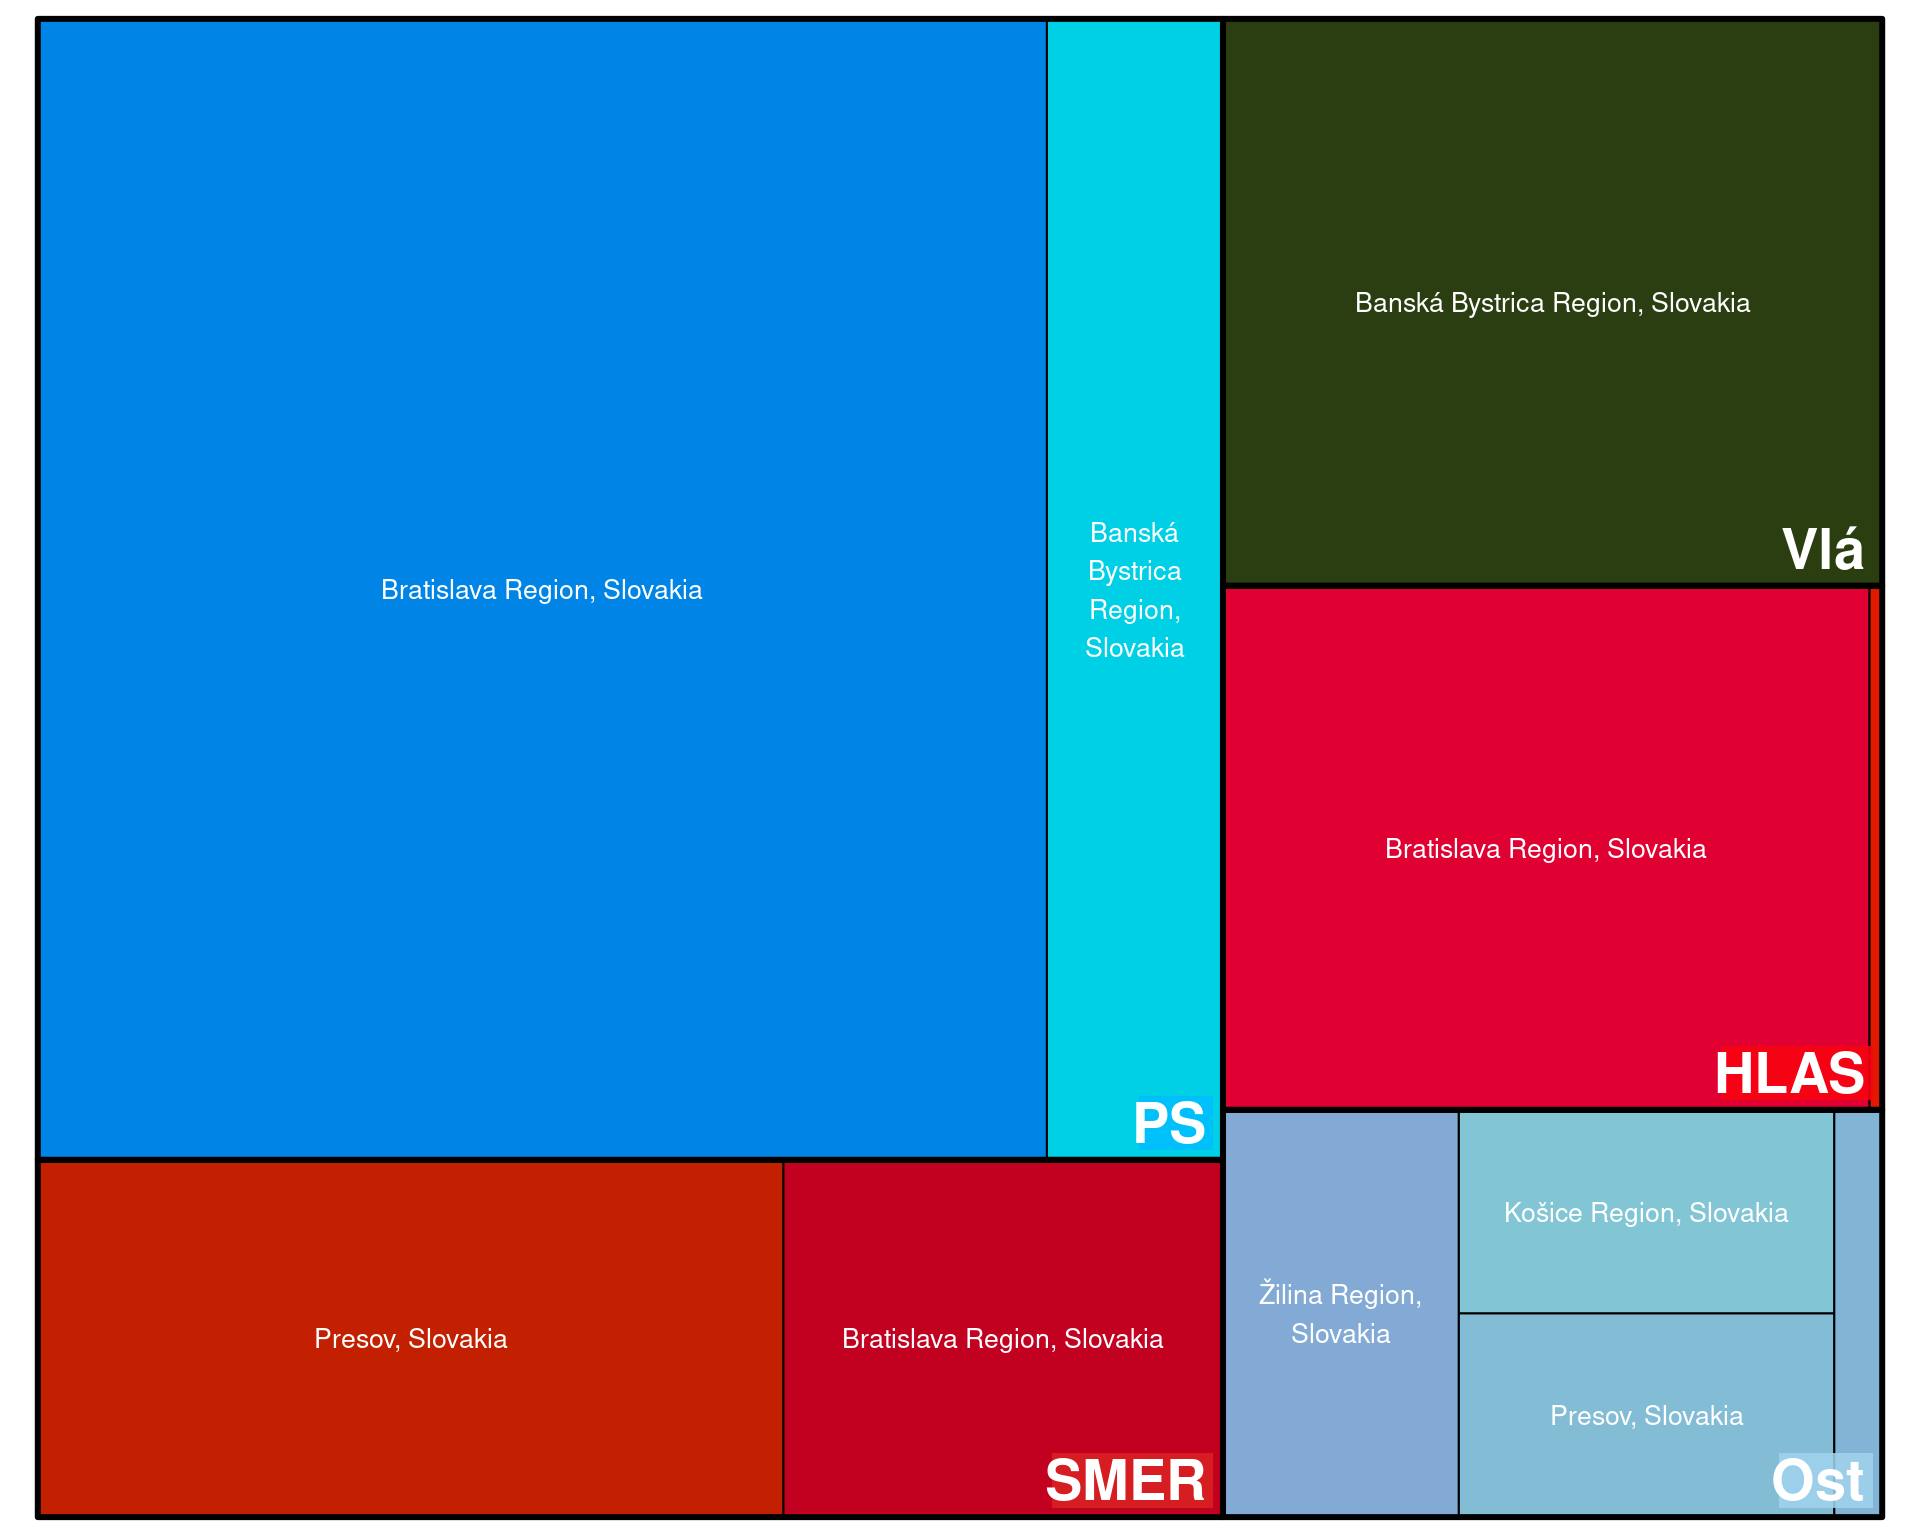 Bratislava Region, Slovakia
Banská
Bystrica
Region,
Slovakia
PS
Presov, Slovakia
Bratislava Region, Slovakia
SMER
Banská Bystrica Region, Slovakia
Vlá
Bratislava Region, Slovakia
HLAS
Žilina Region,
Slovakia
Košice Region, Slovakia
Presov, Slovakia
Ost